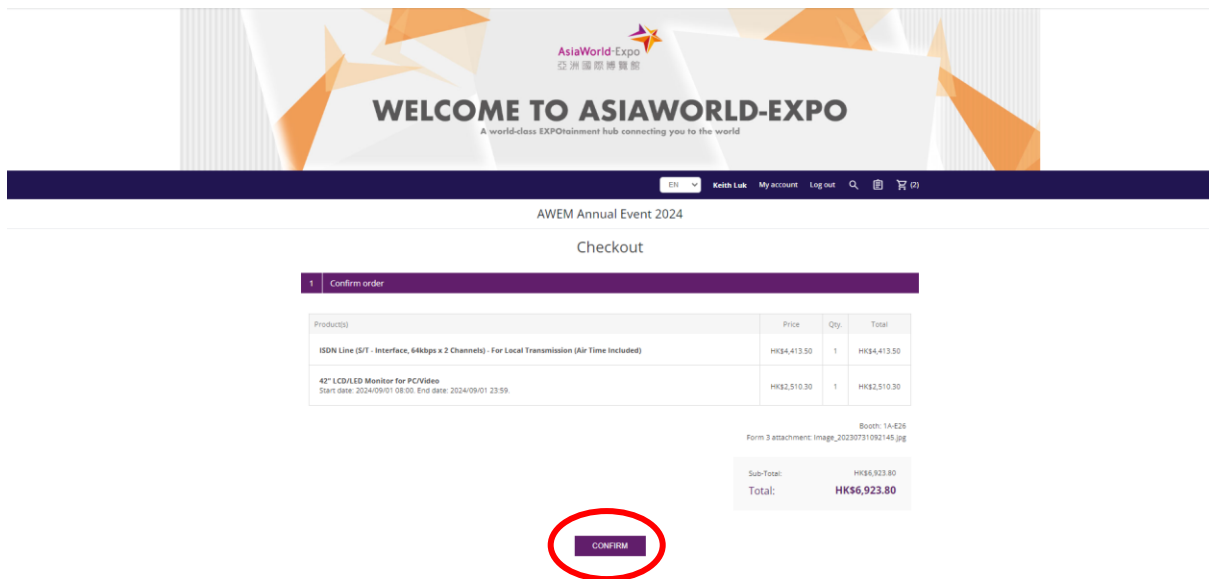 AsiaWorld-Expo
亞洲國際博覽館
WELCOME TO ASIAWORLD-EXPO
A world-class EXPOtainment hub connecting you to the world
EN Keith Luk My account Log out (2)
AWEM Annual Event 2024
Checkout
1 Confirm order
Product(s) Price Qty. Total
ISDN Line (S/T - Interface, 64kbps x 2 Channels) - For Local Transmission (Air Time Included) HK$4,413.50 1 HK$4,413.50
42" LCD/LED Monitor for PC/Video HK$2,510.30 1 HK$2,510.30
Start date: 2024/09/01 08:00. End date: 2024/09/01 23:59.
Booth: 1A-E26
Form 3 attachment: Image_20230731092145.jpg
Sub-Total: HK$6,923.80
Total: HK$6,923.80
CONFIRM